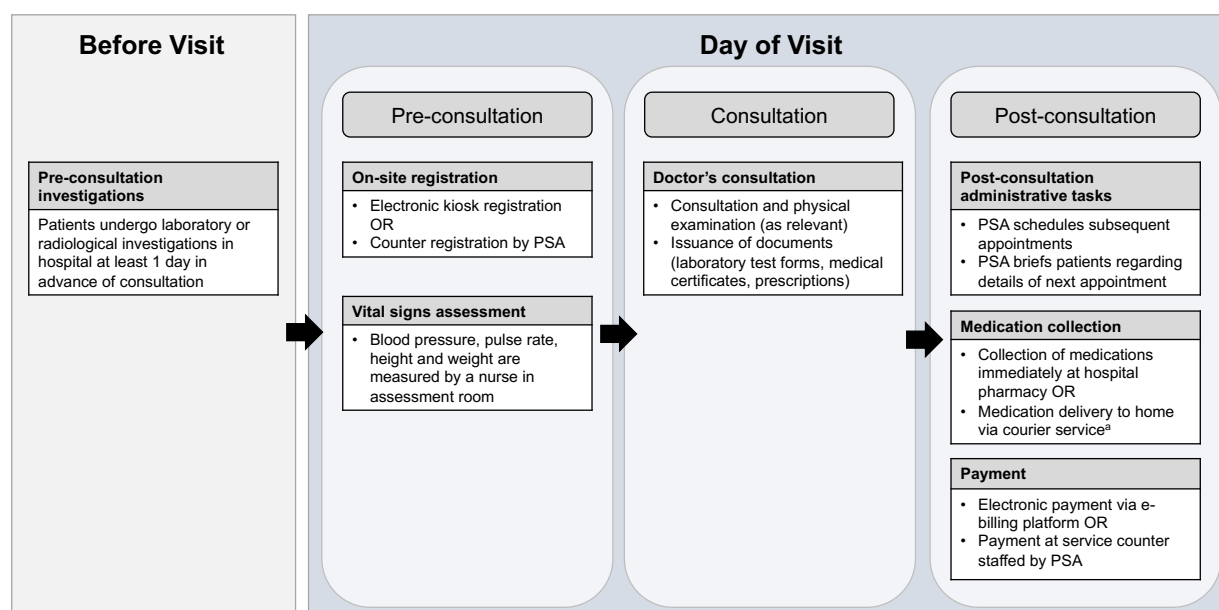 Before Visit
Pre-consultation
investigations
Patients undergo laboratory or
radiological investigations in
hospital at least 1 day in
advance of consultation
Day of Visit
Pre-consultation
On-site registration
• Electronic kiosk registration
OR
• Counter registration by PSA
Vital signs assessment
• Blood pressure, pulse rate,
height and weight are
measured by a nurse in
assessment room
Consultation
Doctor’s consultation
• Consultation and physical
examination (as relevant)
• Issuance of documents
(laboratory test forms, medical
certificates, prescriptions)
Post-consultation
Post-consultation
administrative tasks
• PSA schedules subsequent
appointments
• PSA briefs patients regarding
details of next appointment
Medication collection
• Collection of medications
immediately at hospital
pharmacy OR
• Medication delivery to home
via courier serviceᵃ
Payment
• Electronic payment via e-
billing platform OR
• Payment at service counter
staffed by PSA